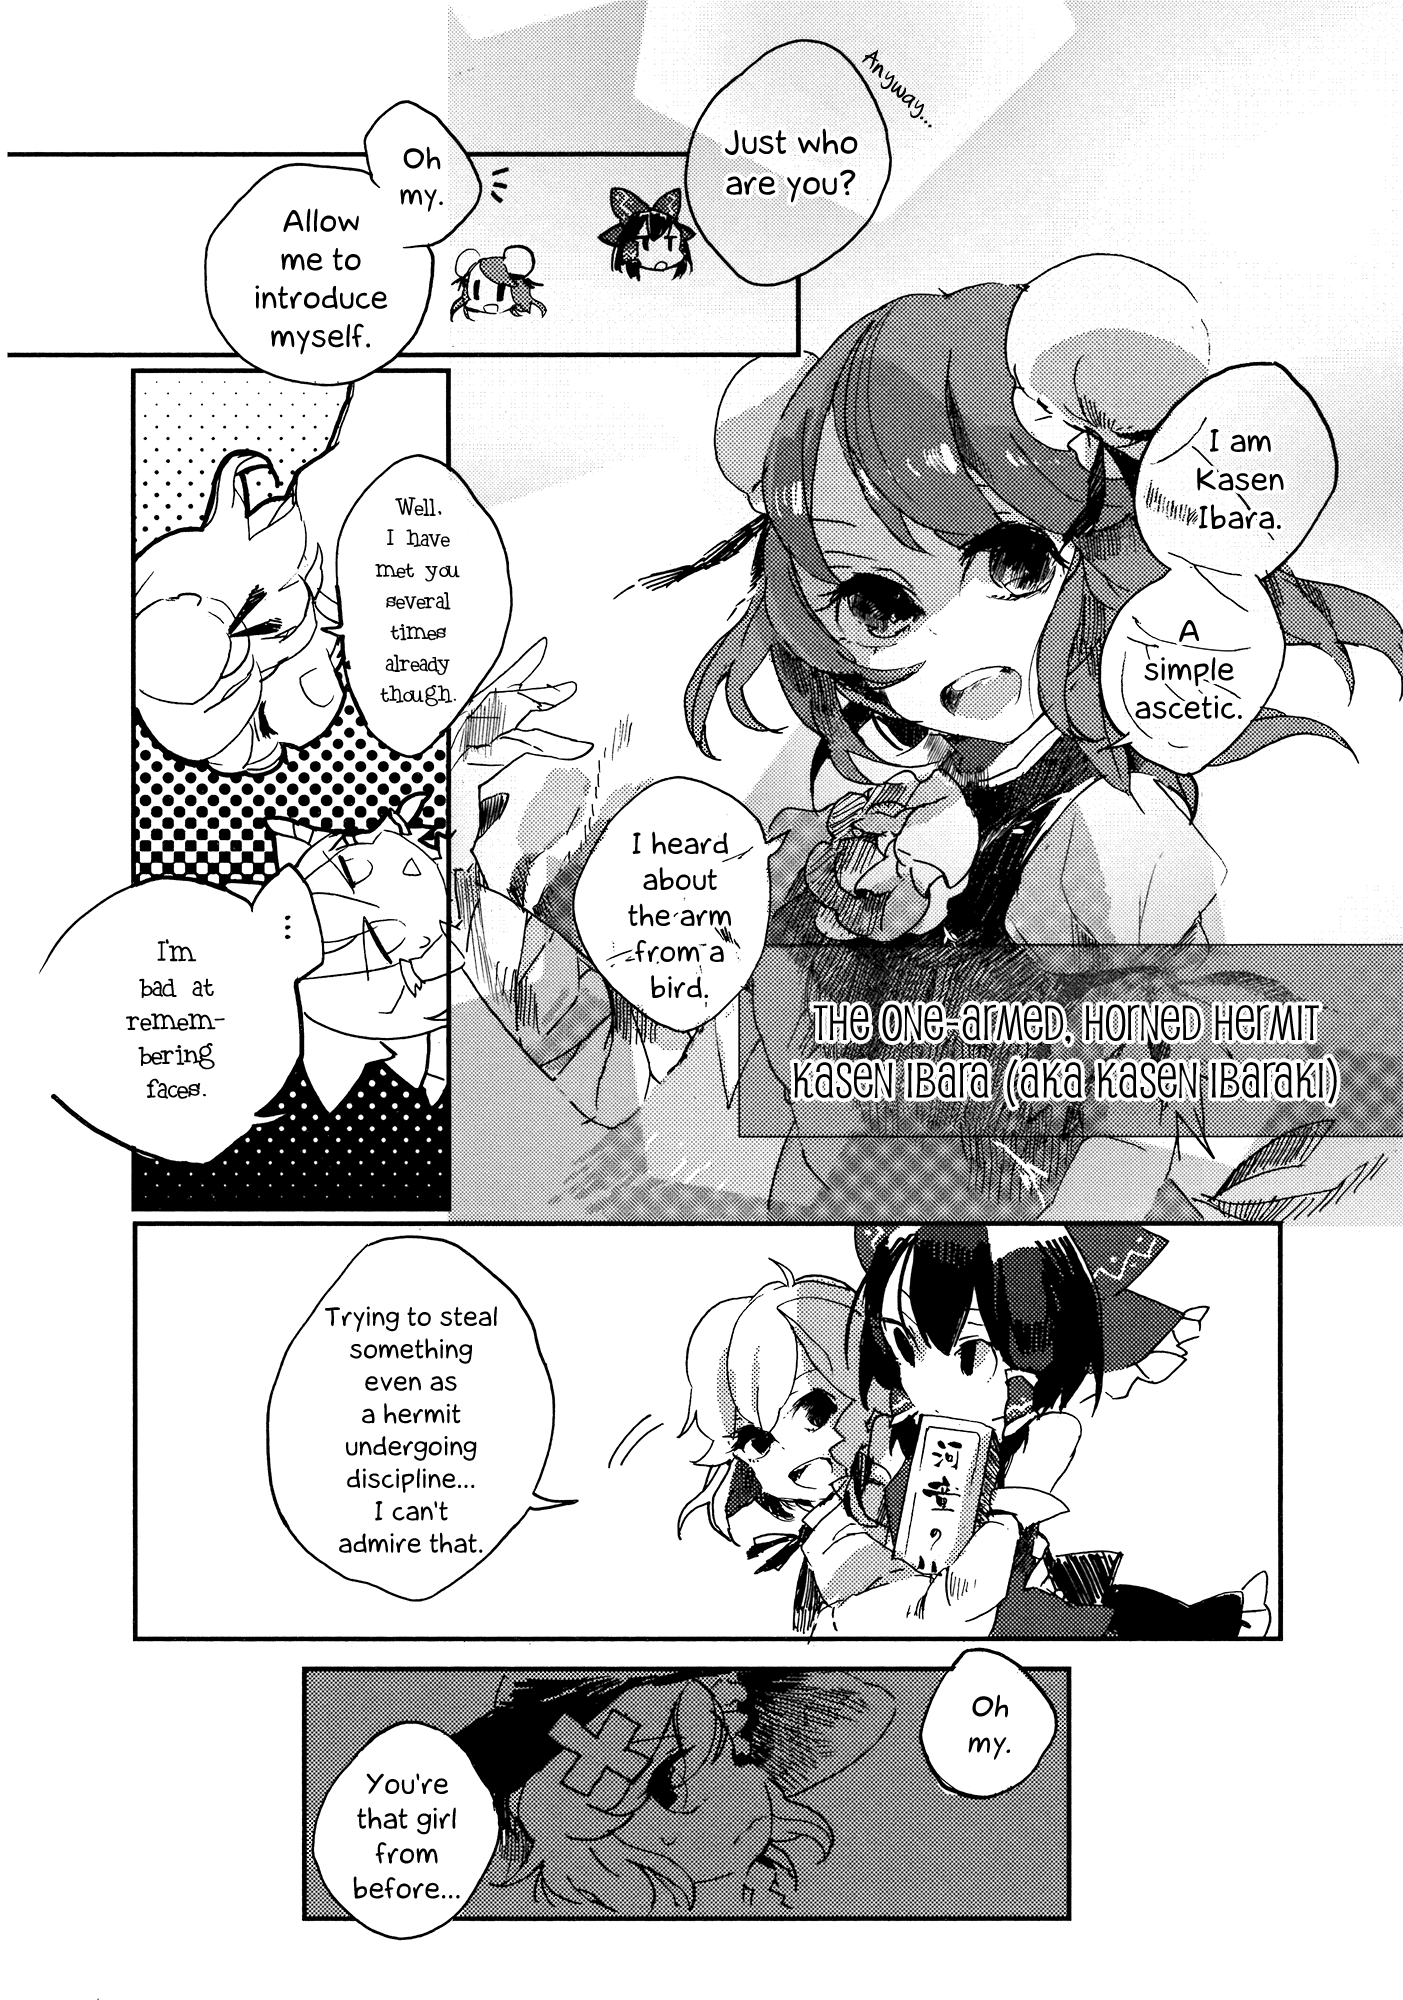 Anyway...
Just who
are you?
Oh
my.
Allow
me to
introduce
myself.
I am
Kasen
Ibara.
A
simple
ascetic.
I heard
about
the arm
from a
bird.
THE ONE-ARMED, HORNED HERMIT
KASEN IBARA (AKA KASEN IBARAKI)
Well,
I have
met you
several
times
already
though.
...
I'm
bad at
remem-
bering
faces.
Trying to steal
something
even as
a hermit
undergoing
discipline...
I can't
admire that.
河童の
Oh
my.
You're
that girl
from
before...